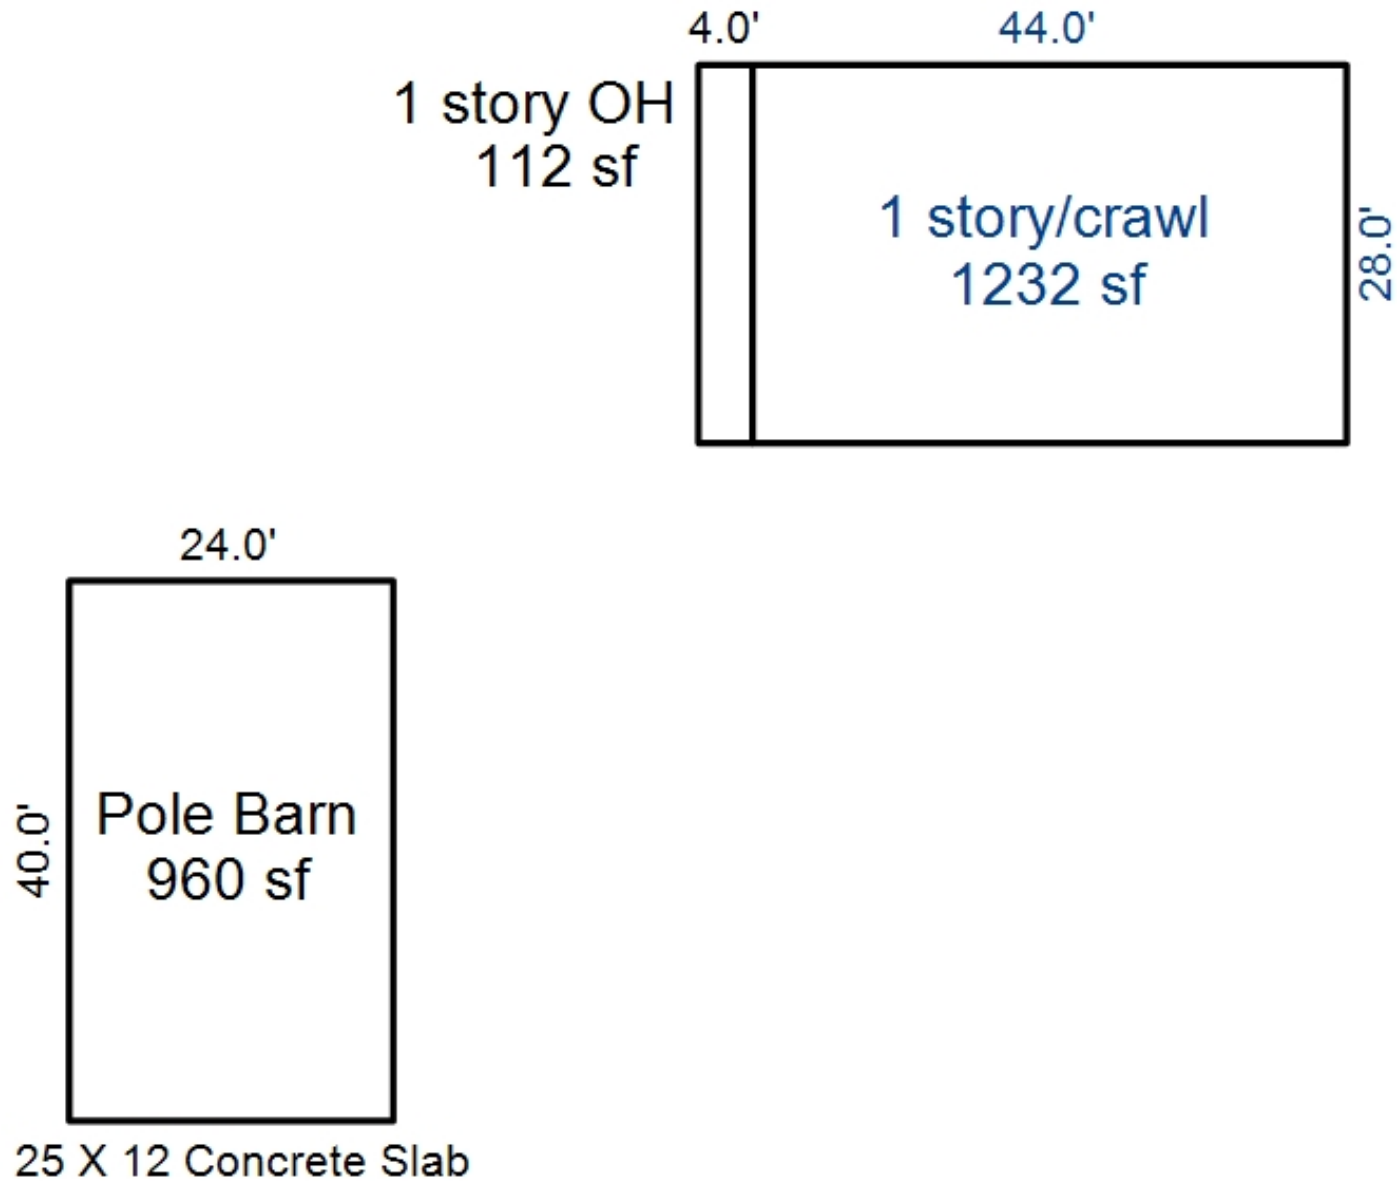 4.0'
44.0'
1 story OH
112 sf
1 story/crawl
1232 sf
28.0'
24.0'
40.0'
Pole Barn
960 sf
25 X 12 Concrete Slab